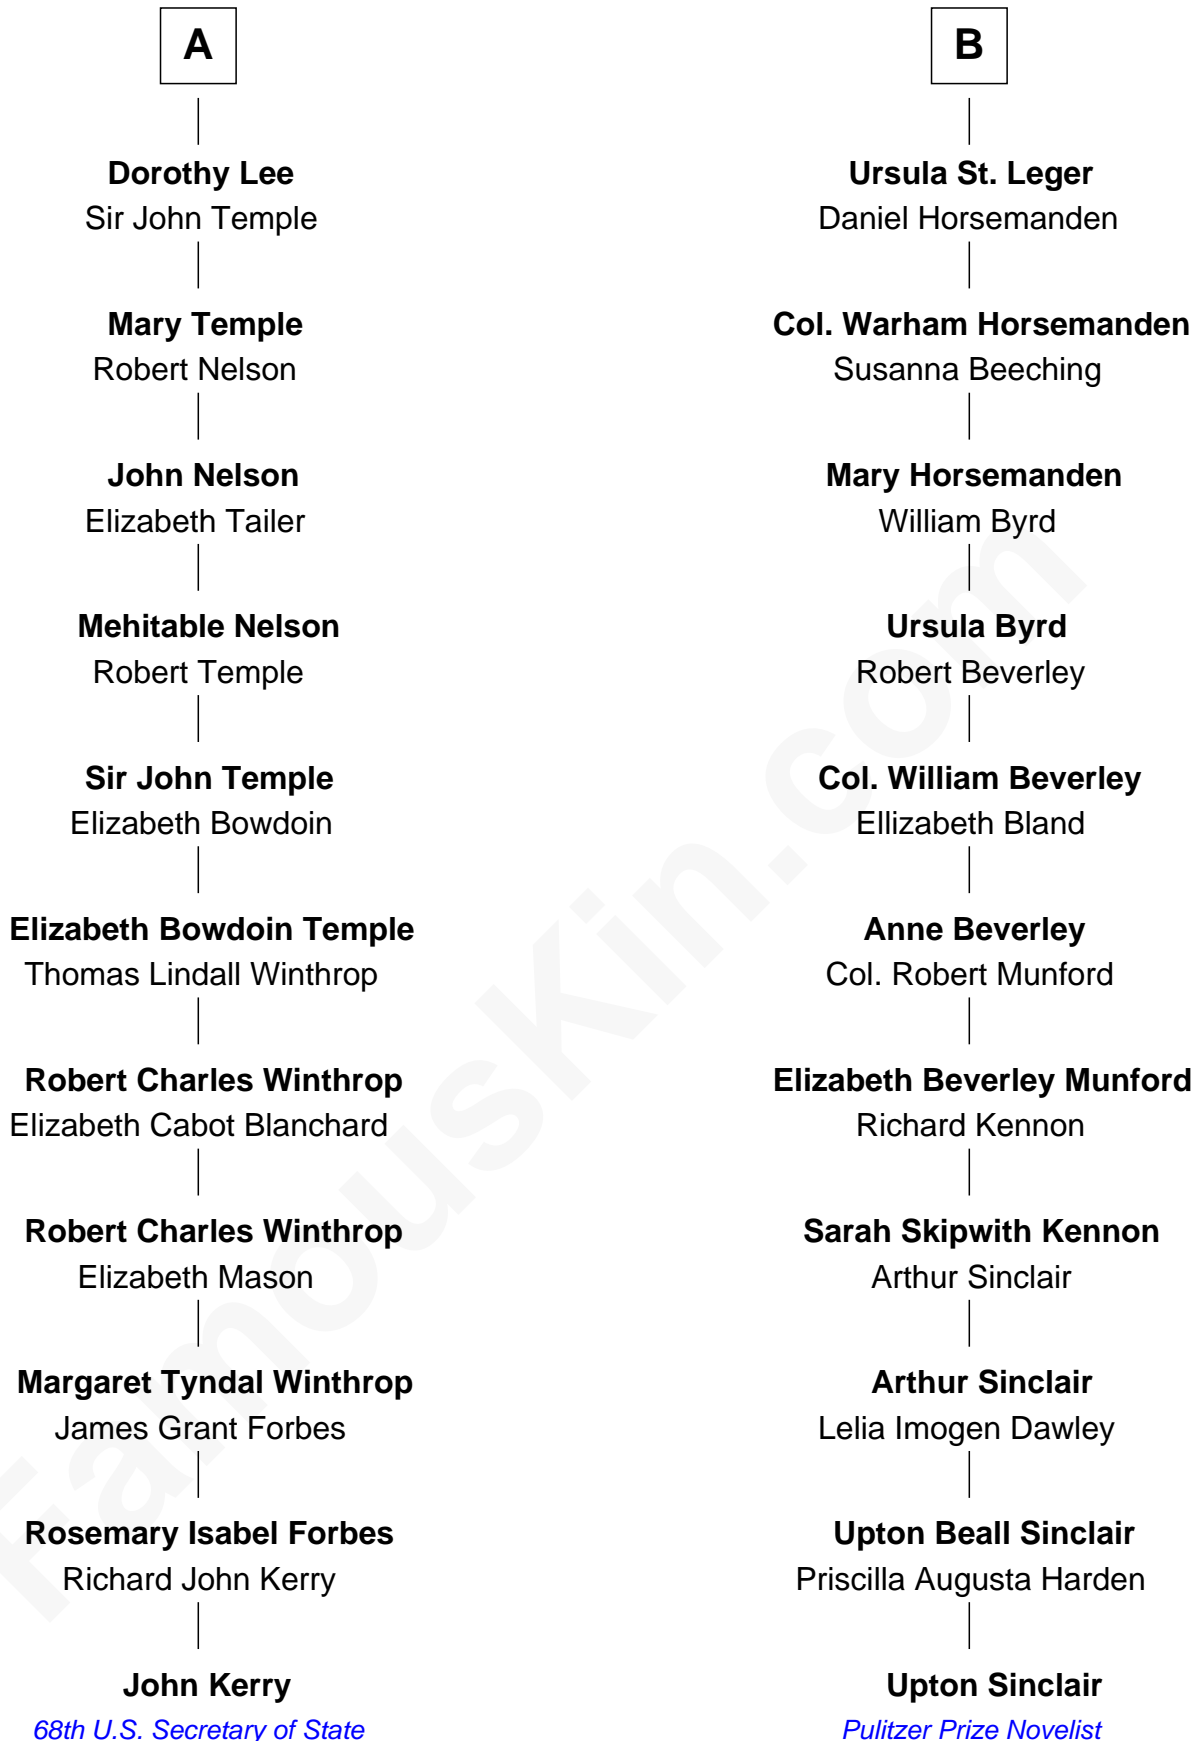 A
Dorothy Lee
Sir John Temple
Mary Temple
Robert Nelson
John Nelson
Elizabeth Tailer
Mehitable Nelson
Robert Temple
Sir John Temple
Elizabeth Bowdoin
Elizabeth Bowdoin Temple
Thomas Lindall Winthrop
Robert Charles Winthrop
Elizabeth Cabot Blanchard
Robert Charles Winthrop
Elizabeth Mason
Margaret Tyndal Winthrop
James Grant Forbes
Rosemary Isabel Forbes
Richard John Kerry
John Kerry
68th U.S. Secretary of State
B
Ursula St. Leger
Daniel Horsemanden
Col. Warham Horsemanden
Susanna Beeching
Mary Horsemanden
William Byrd
Ursula Byrd
Robert Beverley
Col. William Beverley
Ellizabeth Bland
Anne Beverley
Col. Robert Munford
Elizabeth Beverley Munford
Richard Kennon
Sarah Skipwith Kennon
Arthur Sinclair
Arthur Sinclair
Lelia Imogen Dawley
Upton Beall Sinclair
Priscilla Augusta Harden
Upton Sinclair
Pulitzer Prize Novelist
FamousKin.com